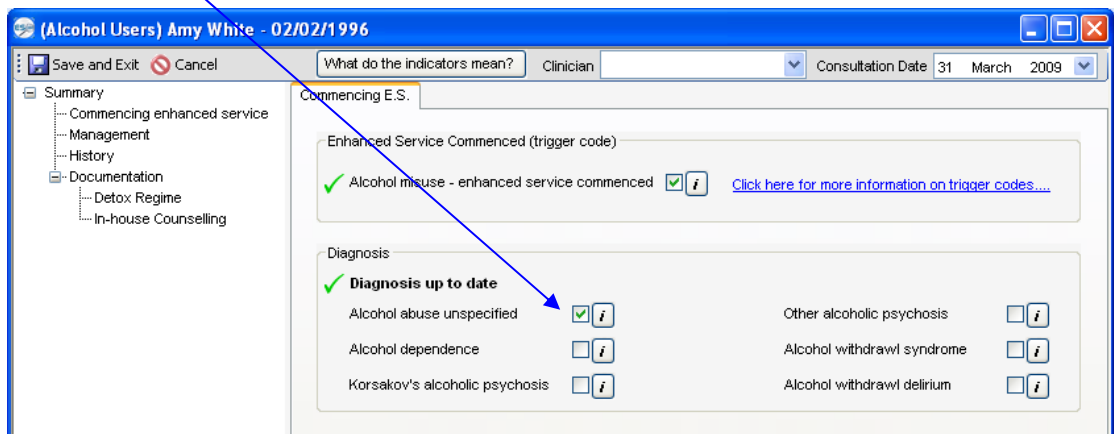 (Alcohol Users) Amy White - 02/02/1996
Save and Exit Cancel What do the indicators mean? Clinician Consultation Date 31 March 2009
Summary
Commencing enhanced service
Management
History
Documentation
Detox Regime
In-house Counselling
Commencing E.S.
Enhanced Service Commenced (trigger code)
Alcohol misuse - enhanced service commenced i Click here for more information on trigger codes....
Diagnosis
Diagnosis up to date
Alcohol abuse unspecified i Other alcoholic psychosis i
Alcohol dependence i Alcohol withdrawl syndrome i
Korsakov's alcoholic psychosis i Alcohol withdrawl delirium i